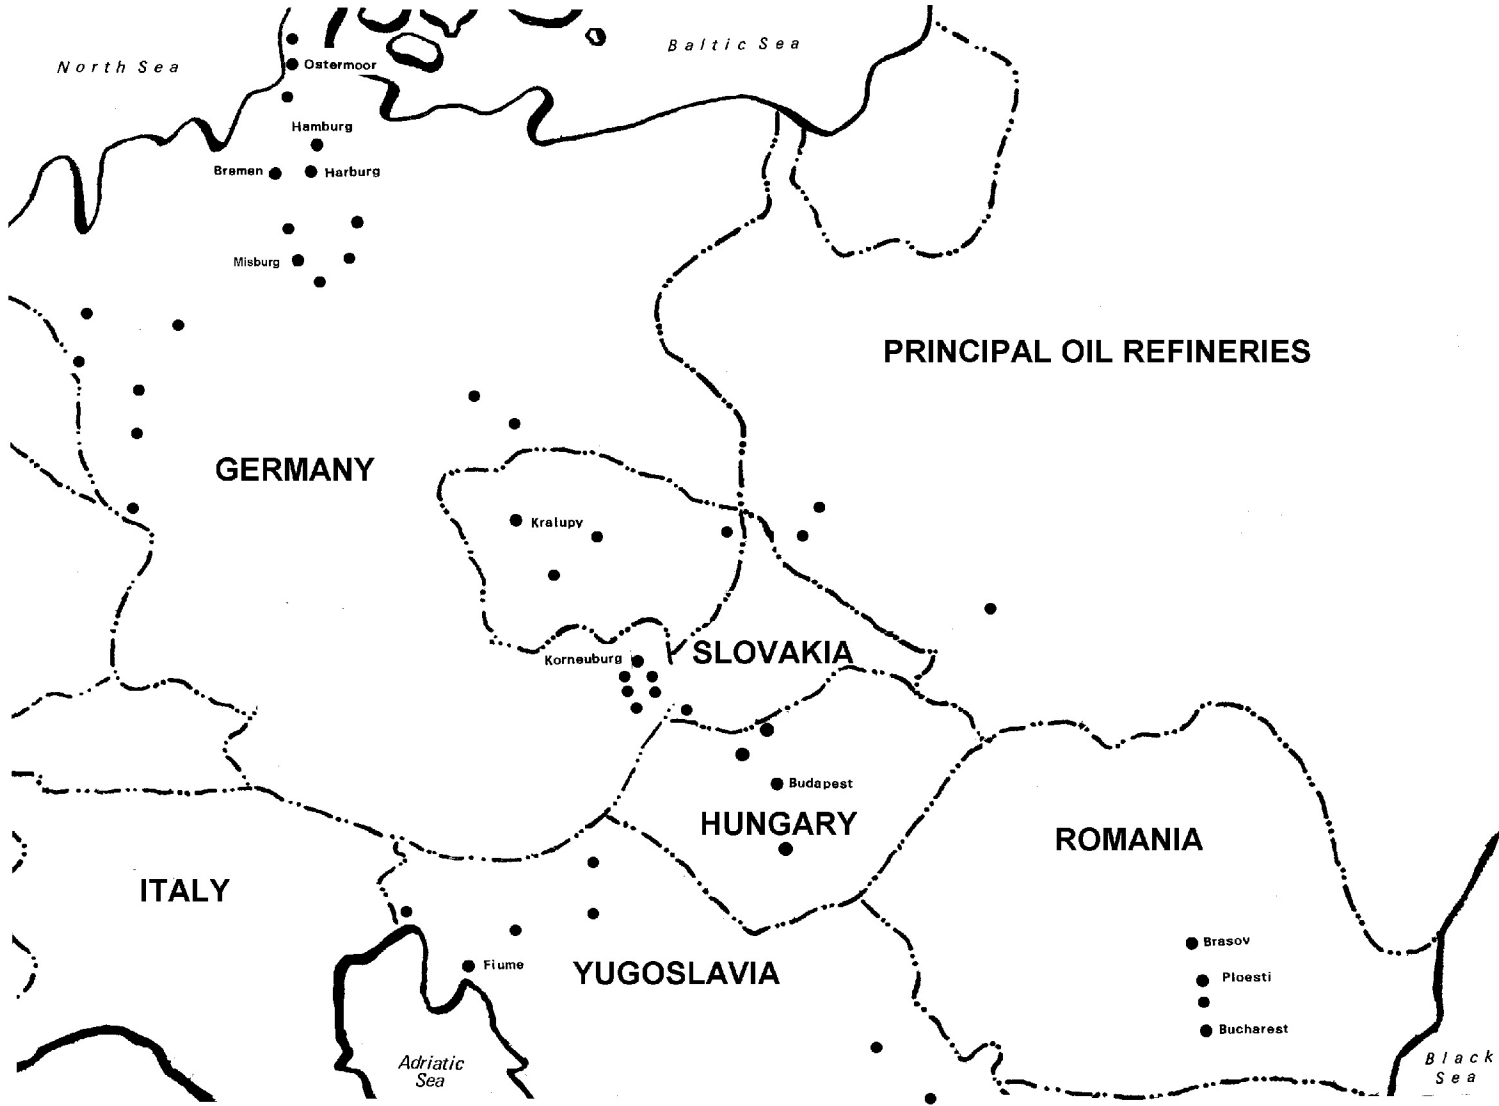 North Sea
Baltic Sea
Ostermoor
Hamburg
Bremen
Harburg
Misburg
PRINCIPAL OIL REFINERIES
GERMANY
Kralupy
Korneuburg
SLOVAKIA
Budapest
HUNGARY
ROMANIA
ITALY
Brasov
Fiume
YUGOSLAVIA
Ploesti
Bucharest
Adriatic
Sea
Black
Sea